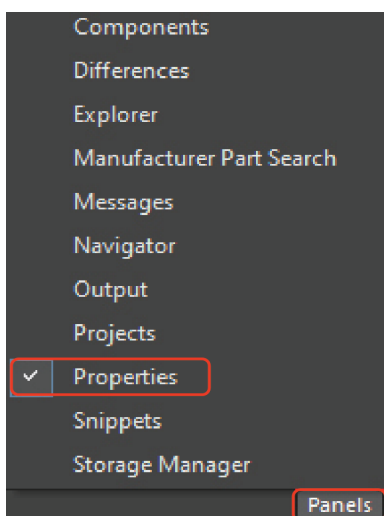 Components
Differences
Explorer
Manufacturer Part Search
Messages
Navigator
Output
Projects
Properties
Snippets
Storage Manager
Panels